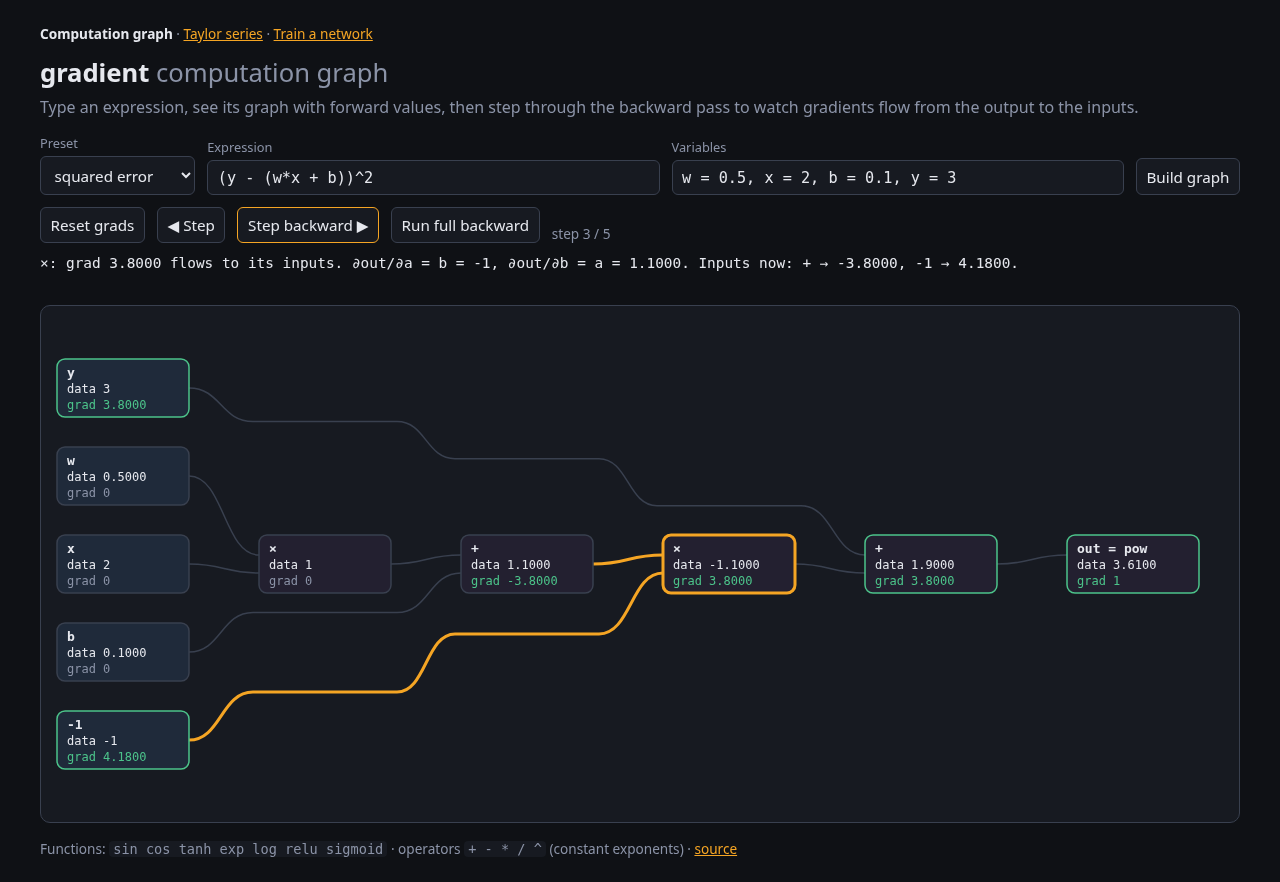 Computation graph · Taylor series · Train a network
gradient computation graph
Type an expression, see its graph with forward values, then step through the backward pass to watch gradients flow from the output to the inputs.
Preset
Expression
Variables
squared error
(y - (w*x + b))^2
w = 0.5, x = 2, b = 0.1, y = 3
Build graph
Reset grads
◀ Step
Step backward ▶
Run full backward
step 3 / 5
×: grad 3.8000 flows to its inputs. ∂out/∂a = b = -1, ∂out/∂b = a = 1.1000. Inputs now: + → -3.8000, -1 → 4.1800.
y
data 3
grad 3.8000
w
data 0.5000
grad 0
x
data 2
grad 0
×
data 1
grad 0
+
data 1.1000
grad -3.8000
×
data -1.1000
grad 3.8000
+
data 1.9000
grad 3.8000
out = pow
data 3.6100
grad 1
b
data 0.1000
grad 0
-1
data -1
grad 4.1800
Functions: sin cos tanh exp log relu sigmoid · operators + - * / ^ (constant exponents) · source